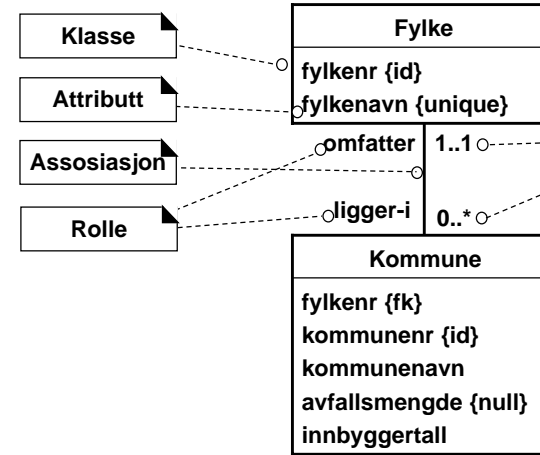 Klasse
Attributt
Assosiasjon
Rolle
Fylke
fylkenr {id}
fylkenavn {unique}
omfatter 1..1
ligger-i 0..*
Kommune
fylkenr {fk}
kommunenr {id}
kommunenavn
avfallsmengde {null}
innbyggertall